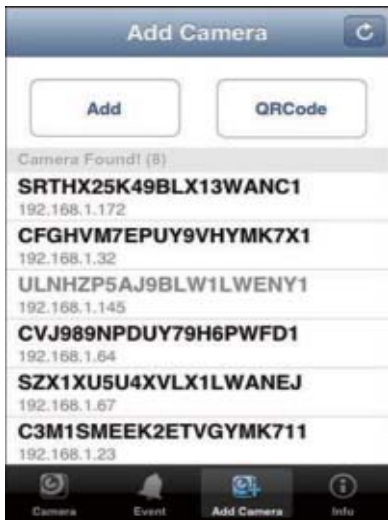 Add Camera
Add
QRCode
Camera Found! (8)
SRTHX25K49BLX13WANC1
192.168.1.172
CFGHVM7EPUY9VHYMK7X1
192.168.1.32
ULNHZP5AJ9BLW1LWENY1
192.168.1.145
CVJ989NPDUY79H6PWFD1
192.168.1.64
SZX1XU5U4XVLX1LWANEJ
192.168.1.67
C3M1SMEEK2ETVGYMK711
192.168.1.23
Camera
Event
Add Camera
Info